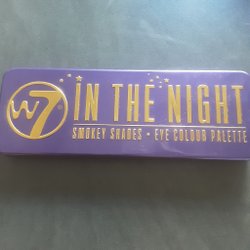 W7
IN THE NIGHT
SMOKEY SHADES • EYE COLOUR PALETTE